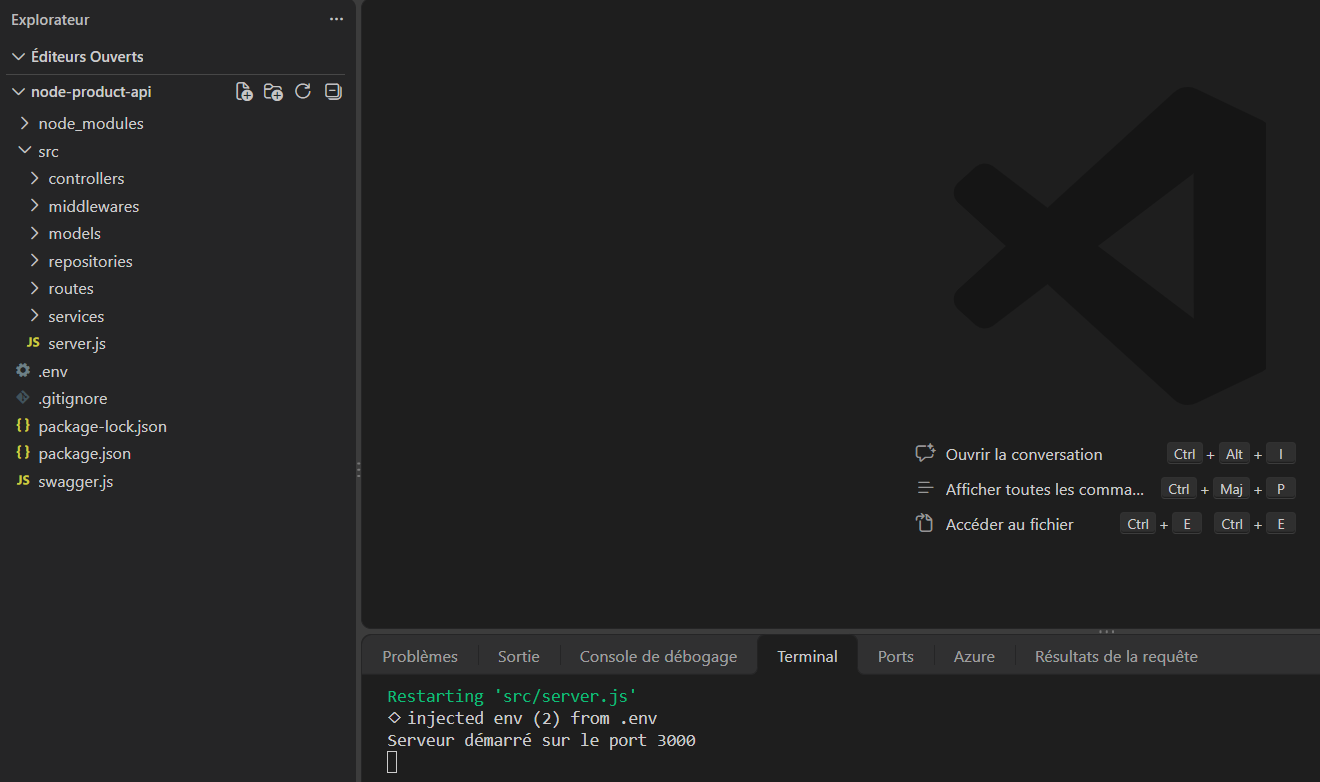 Explorateur
Éditeurs Ouverts
node-product-api
node_modules
src
controllers
middlewares
models
repositories
routes
services
JS server.js
.env
.gitignore
{} package-lock.json
{} package.json
JS swagger.js
Ouvrir la conversation Ctrl + Alt + I
Afficher toutes les comma... Ctrl + Maj + P
Accéder au fichier Ctrl + E Ctrl + E
Problèmes Sortie Console de débogage Terminal Ports Azure Résultats de la requête
Restarting 'src/server.js'
◇ injected env (2) from .env
Serveur démarré sur le port 3000